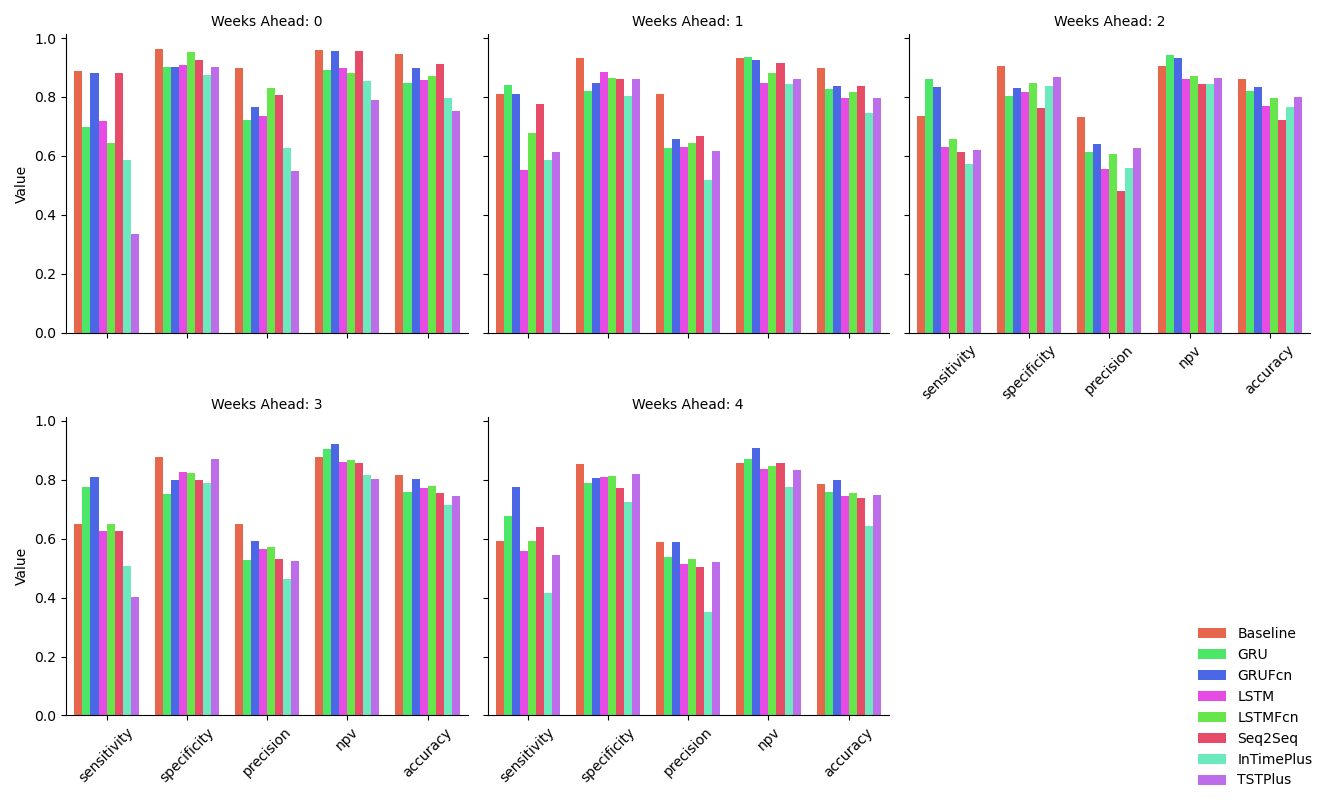 Weeks Ahead: 0
Weeks Ahead: 1
Weeks Ahead: 2
Value
1.0
0.8
0.6
0.4
0.2
0.0
sensitivity
specificity
precision
npv
accuracy
Weeks Ahead: 3
Weeks Ahead: 4
Value
1.0
0.8
0.6
0.4
0.2
0.0
sensitivity
specificity
precision
npv
accuracy
sensitivity
specificity
precision
npv
accuracy
Baseline
GRU
GRUFcn
LSTM
LSTMFcn
Seq2Seq
InTimePlus
TSTPlus